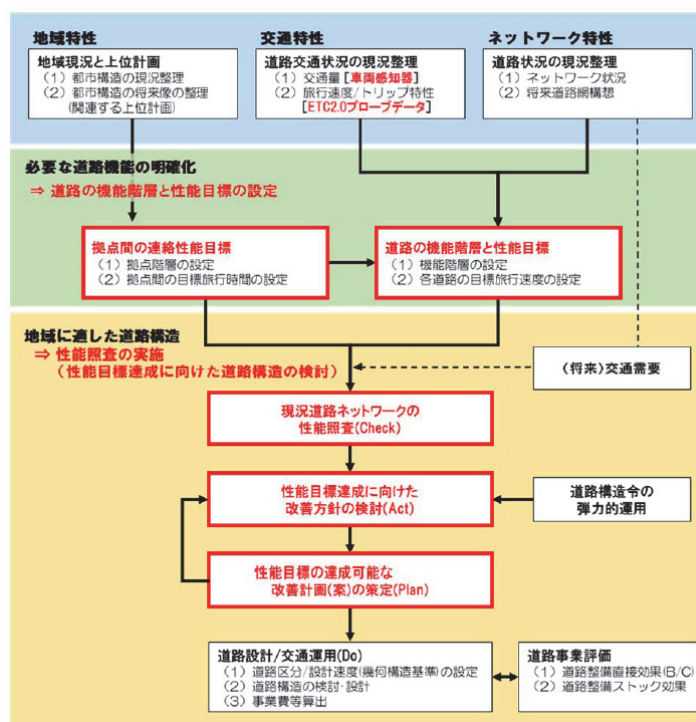 地域特性
地域現況と上位計画
（1）都市構造の現況整理
（2）都市構造の将来像の整理
(関連する上位計画)
交通特性
道路交通状況の現況整理
（1）交通量[車両感知器]
（2）旅行速度/トリップ特性
[ETC2.0プローブデータ]
ネットワーク特性
道路状況の現況整理
（1）ネットワーク状況
（2）将来道路網構想
必要な道路機能の明確化
⇒ 道路の機能階層と性能目標の設定
拠点間の連絡性能目標
（1）拠点階層の設定
（2）拠点間の目標旅行時間の設定
道路の機能階層と性能目標
（1）機能階層の設定
（2）各道路の目標旅行速度の設定
地域に適した道路構造
⇒ 性能照査の実施
（性能目標達成に向けた道路構造の検討）
(将来)交通需要
現況道路ネットワークの
性能照査(Check)
性能目標達成に向けた
改善方針の検討(Act)
道路構造令の
弾力的運用
性能目標の達成可能な
改善計画(案)の策定(Plan)
道路設計/交通運用(Do)
（1）道路区分/設計速度(幾何構造基準)の設定
（2）道路構造の検討・設計
（3）事業費等算出
道路事業評価
（1）道路整備直接効果(B/C)
（2）道路整備ストック効果